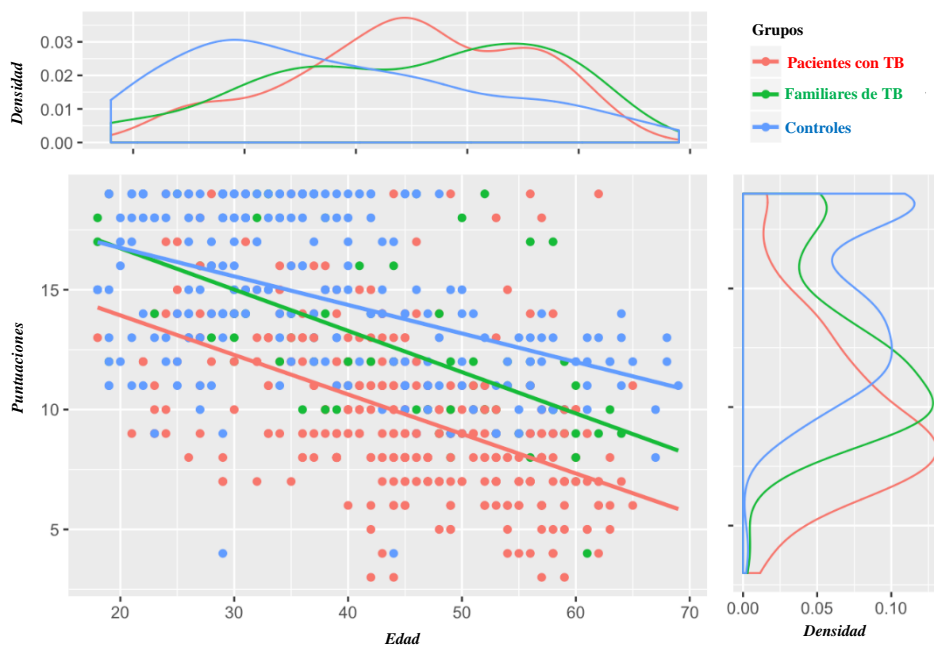 Grupos
Pacientes con TB
Familiares de TB
Controles
Densidad
0.03
0.02
0.01
0.00
Puntuaciones
15
10
5
20
30
40
50
60
70
Edad
0.00
0.05
0.10
Densidad